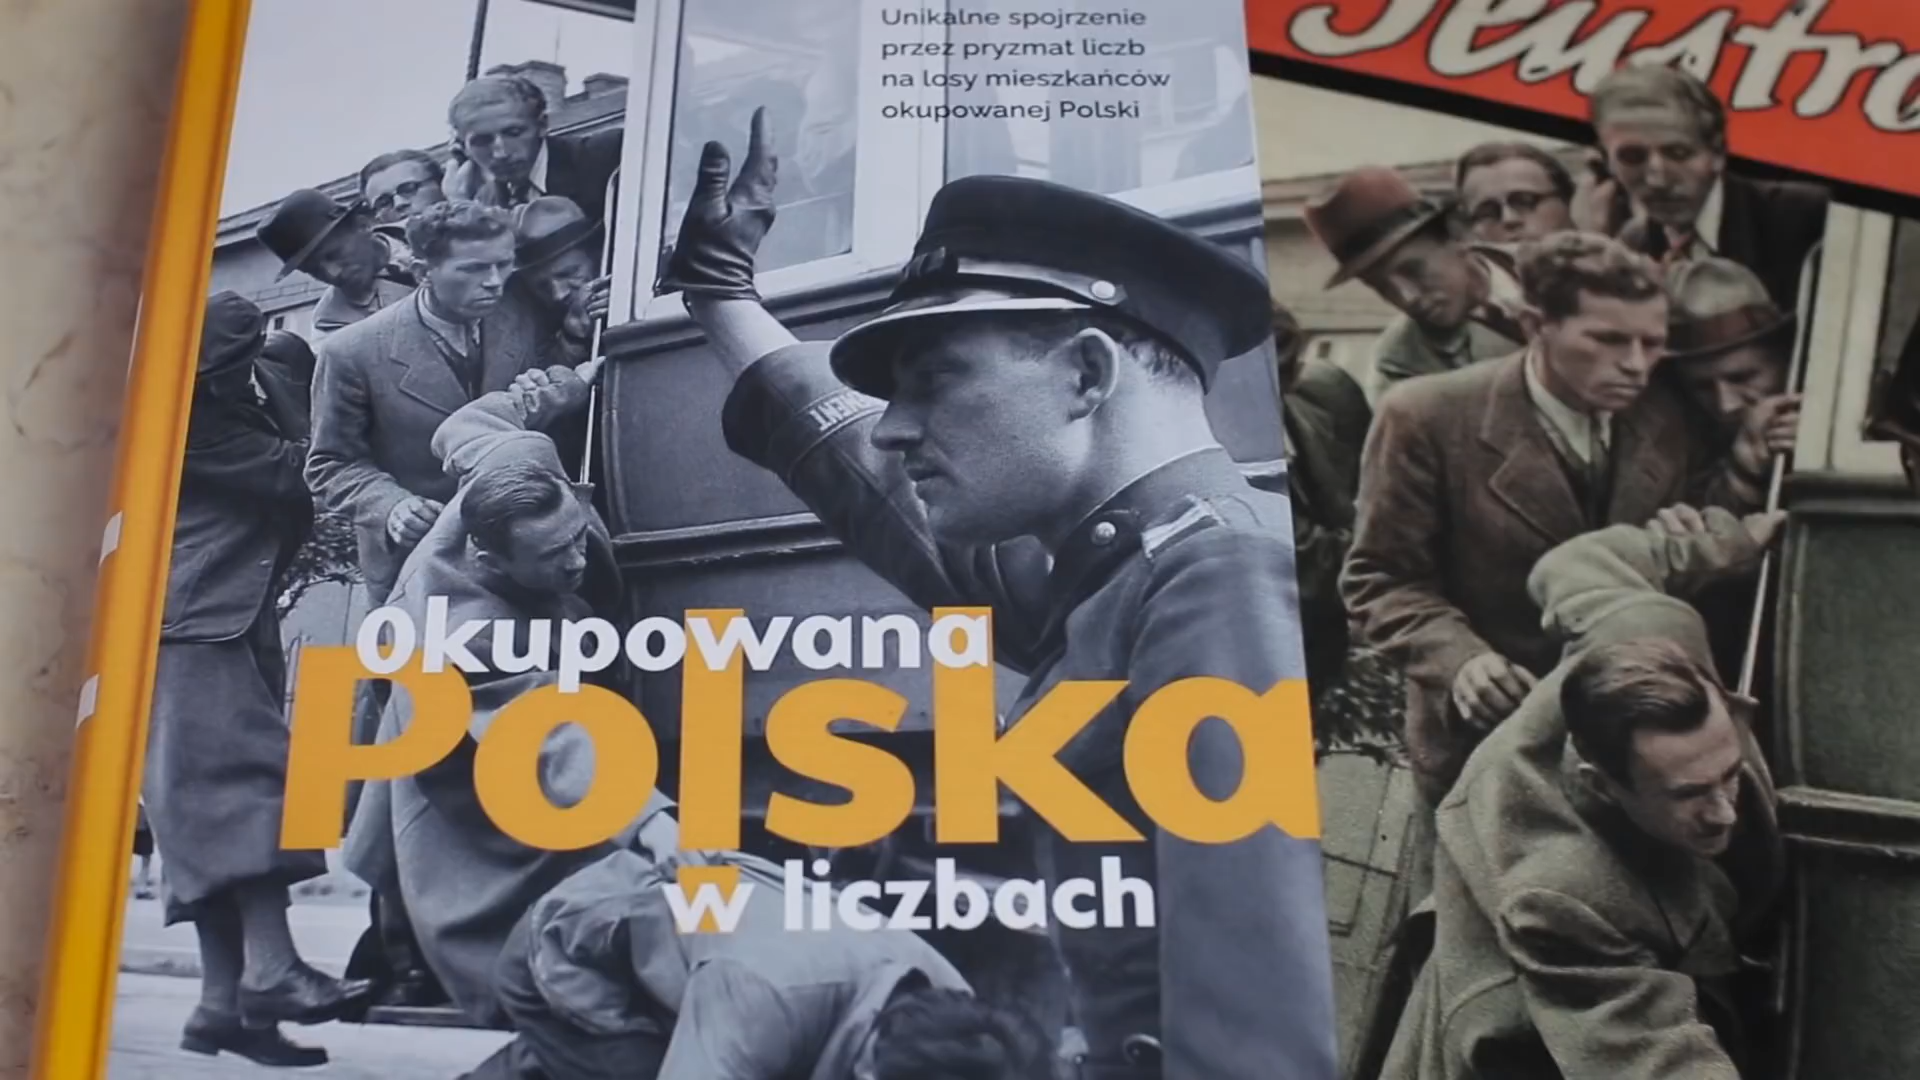 Unikalne spojrzenie
przez pryzmat liczb
na losy mieszkańców
okupowanej Polski
Okupowana
Polska
w liczbach